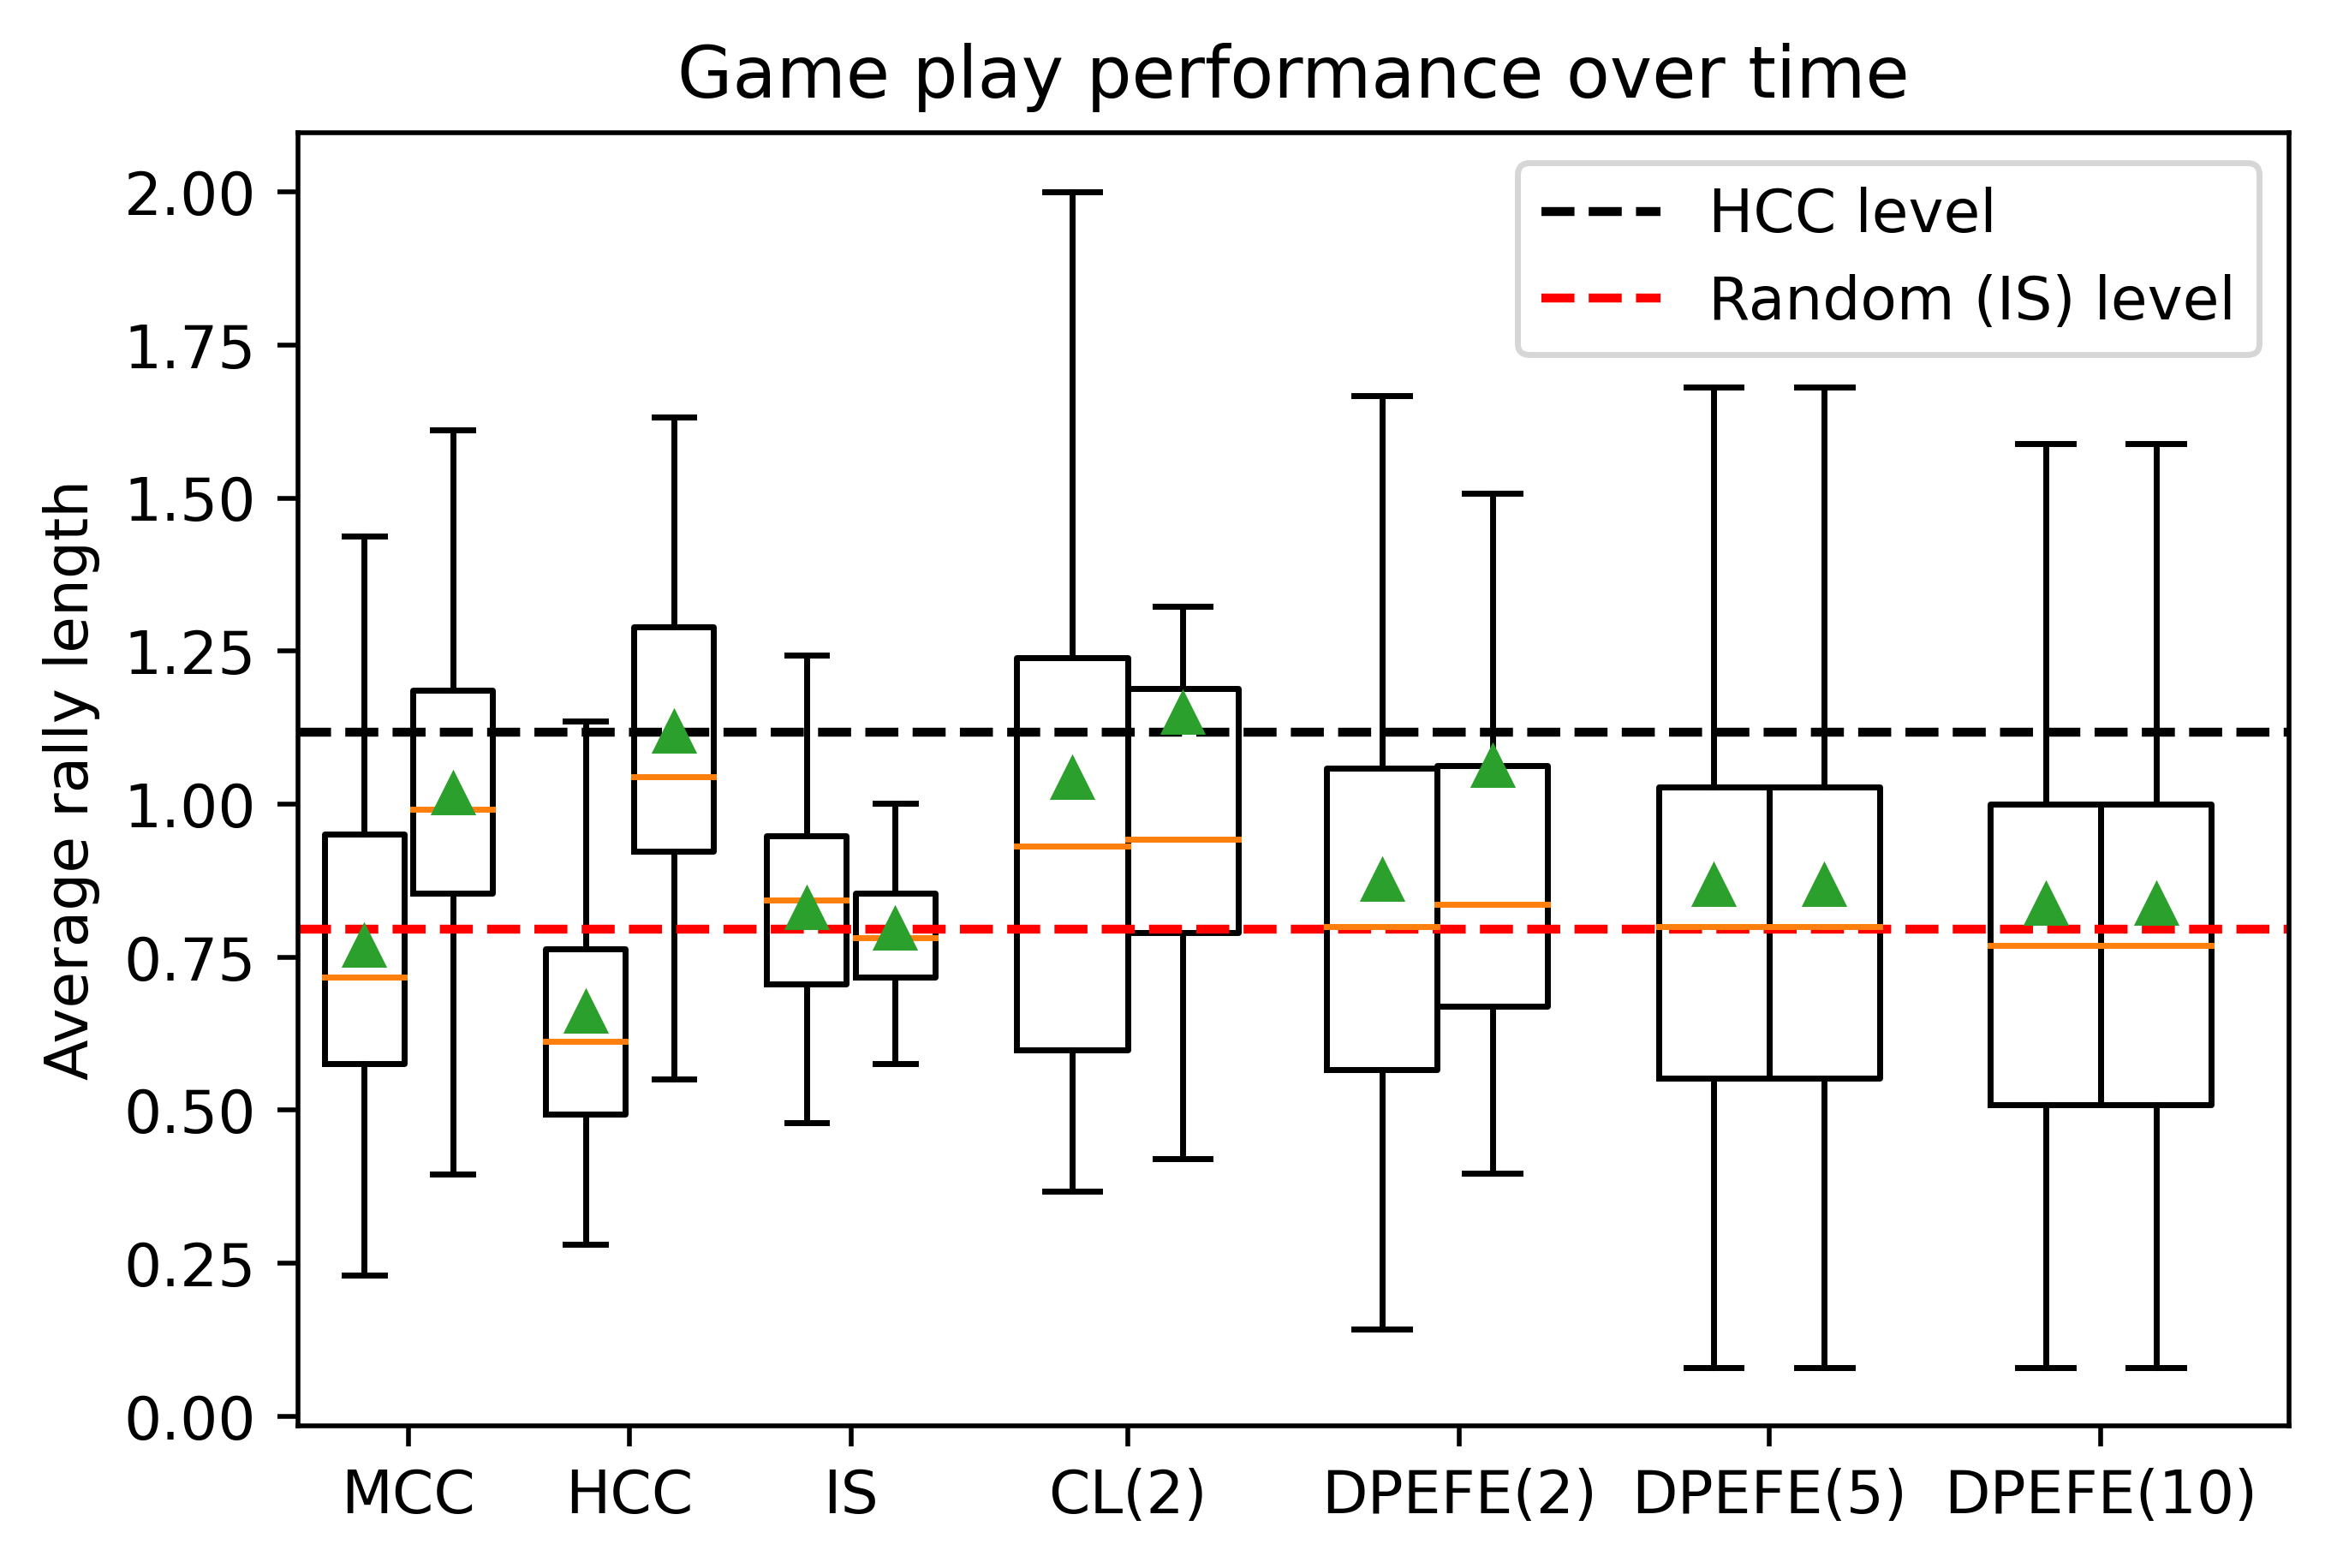 Game play performance over time
HCC level
Random (IS) level
Average rally length
2.00
1.75
1.50
1.25
1.00
0.75
0.50
0.25
0.00
MCC HCC IS CL(2) DPEFE(2) DPEFE(5) DPEFE(10)